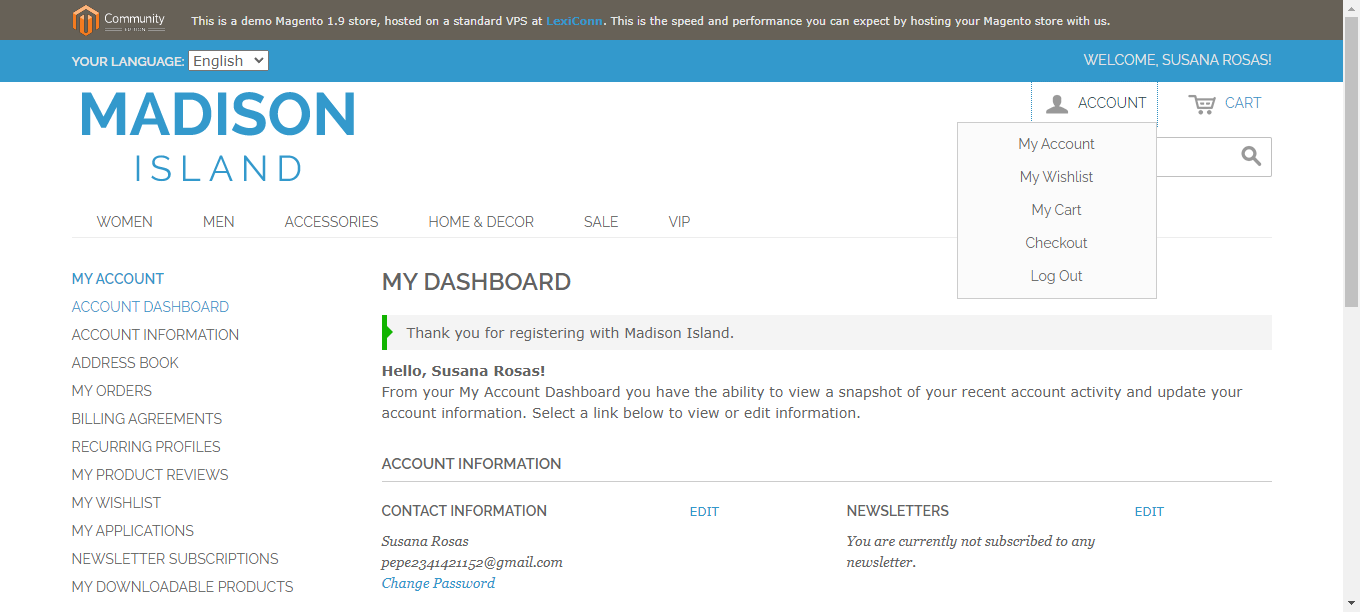 Community
EDITION
This is a demo Magento 1.9 store, hosted on a standard VPS at LexiConn. This is the speed and performance you can expect by hosting your Magento store with us.
YOUR LANGUAGE: English
WELCOME, SUSANA ROSAS!
MADISON
ISLAND
ACCOUNT
CART
My Account
My Wishlist
My Cart
Checkout
Log Out
WOMEN MEN ACCESSORIES HOME & DECOR SALE VIP
MY ACCOUNT
ACCOUNT DASHBOARD
ACCOUNT INFORMATION
ADDRESS BOOK
MY ORDERS
BILLING AGREEMENTS
RECURRING PROFILES
MY PRODUCT REVIEWS
MY WISHLIST
MY APPLICATIONS
NEWSLETTER SUBSCRIPTIONS
MY DOWNLOADABLE PRODUCTS
MY DASHBOARD
Thank you for registering with Madison Island.
Hello, Susana Rosas!
From your My Account Dashboard you have the ability to view a snapshot of your recent account activity and update your
account information. Select a link below to view or edit information.
ACCOUNT INFORMATION
CONTACT INFORMATION EDIT
Susana Rosas
pepe2341421152@gmail.com
Change Password
NEWSLETTERS EDIT
You are currently not subscribed to any
newsletter.